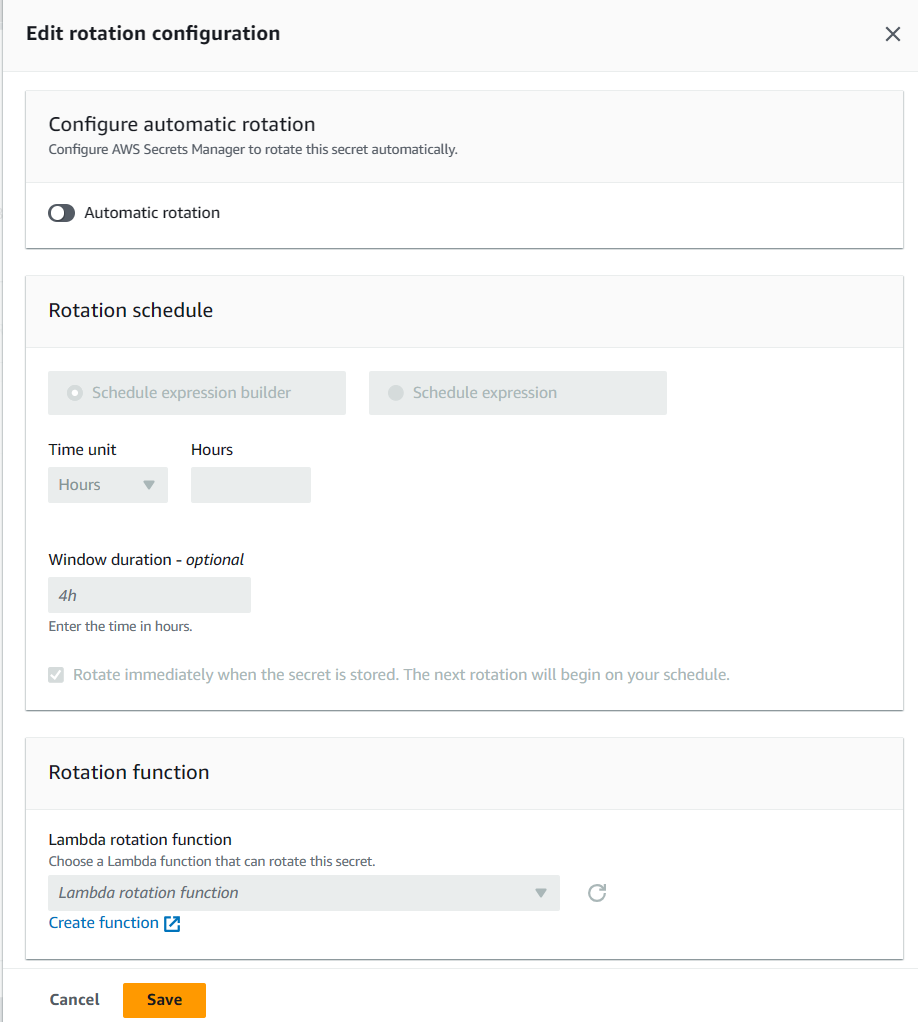 Edit rotation configuration
Configure automatic rotation
Configure AWS Secrets Manager to rotate this secret automatically.
Automatic rotation
Rotation schedule
Schedule expression builder
Schedule expression
Time unit
Hours
Hours
Window duration - optional
4h
Enter the time in hours.
Rotate immediately when the secret is stored. The next rotation will begin on your schedule.
Rotation function
Lambda rotation function
Choose a Lambda function that can rotate this secret.
Lambda rotation function
Create function
Cancel
Save